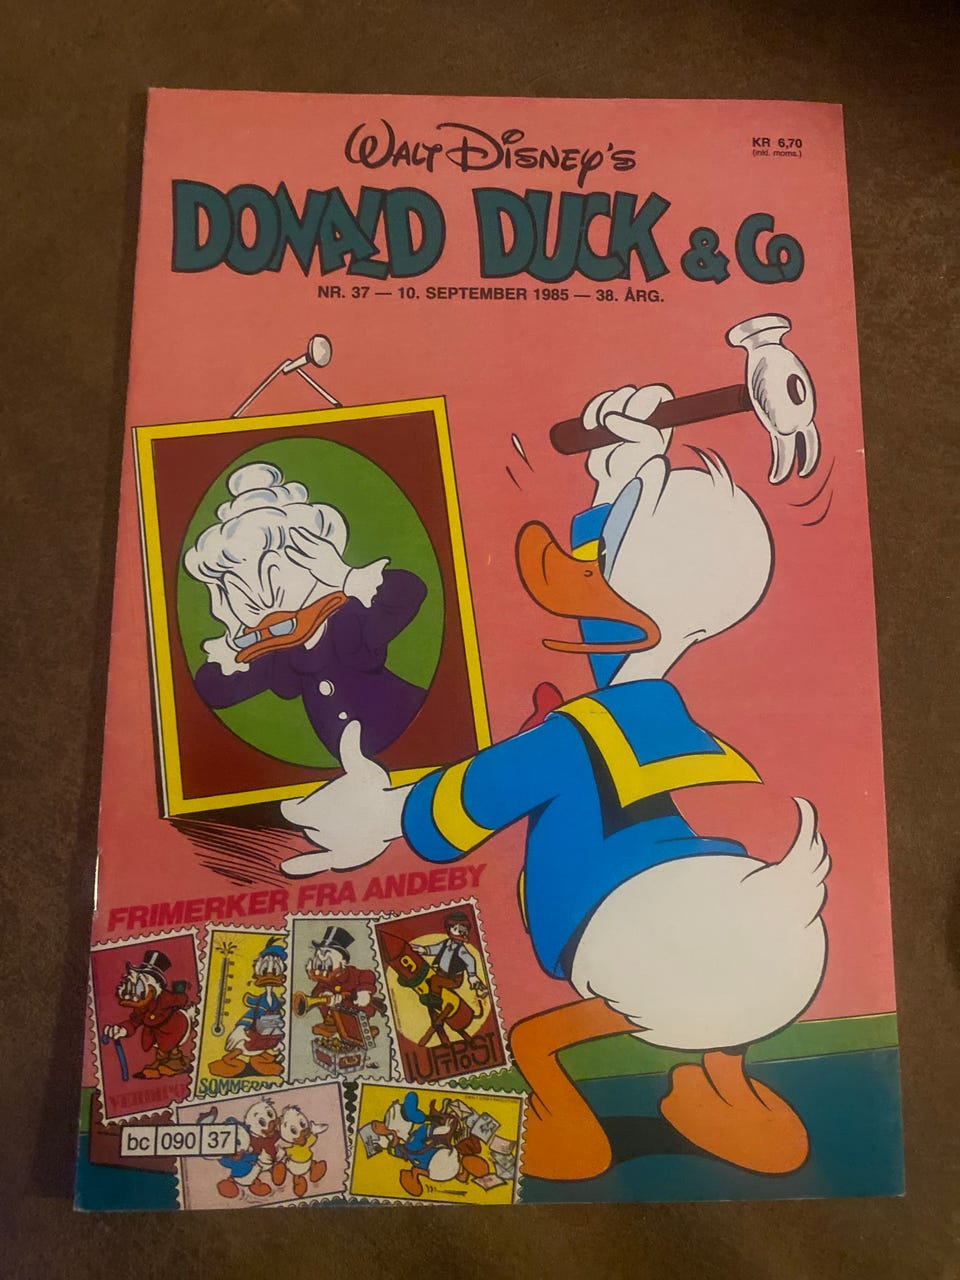 WALT DISNEY'S
KR 6,70
(inkl. moms.)
DONALD DUCK & Co
NR. 37 — 10. SEPTEMBER 1985 — 38. ÅRG.
FRIMERKER FRA ANDEBY
9
LUFTPOST
bc 090 37